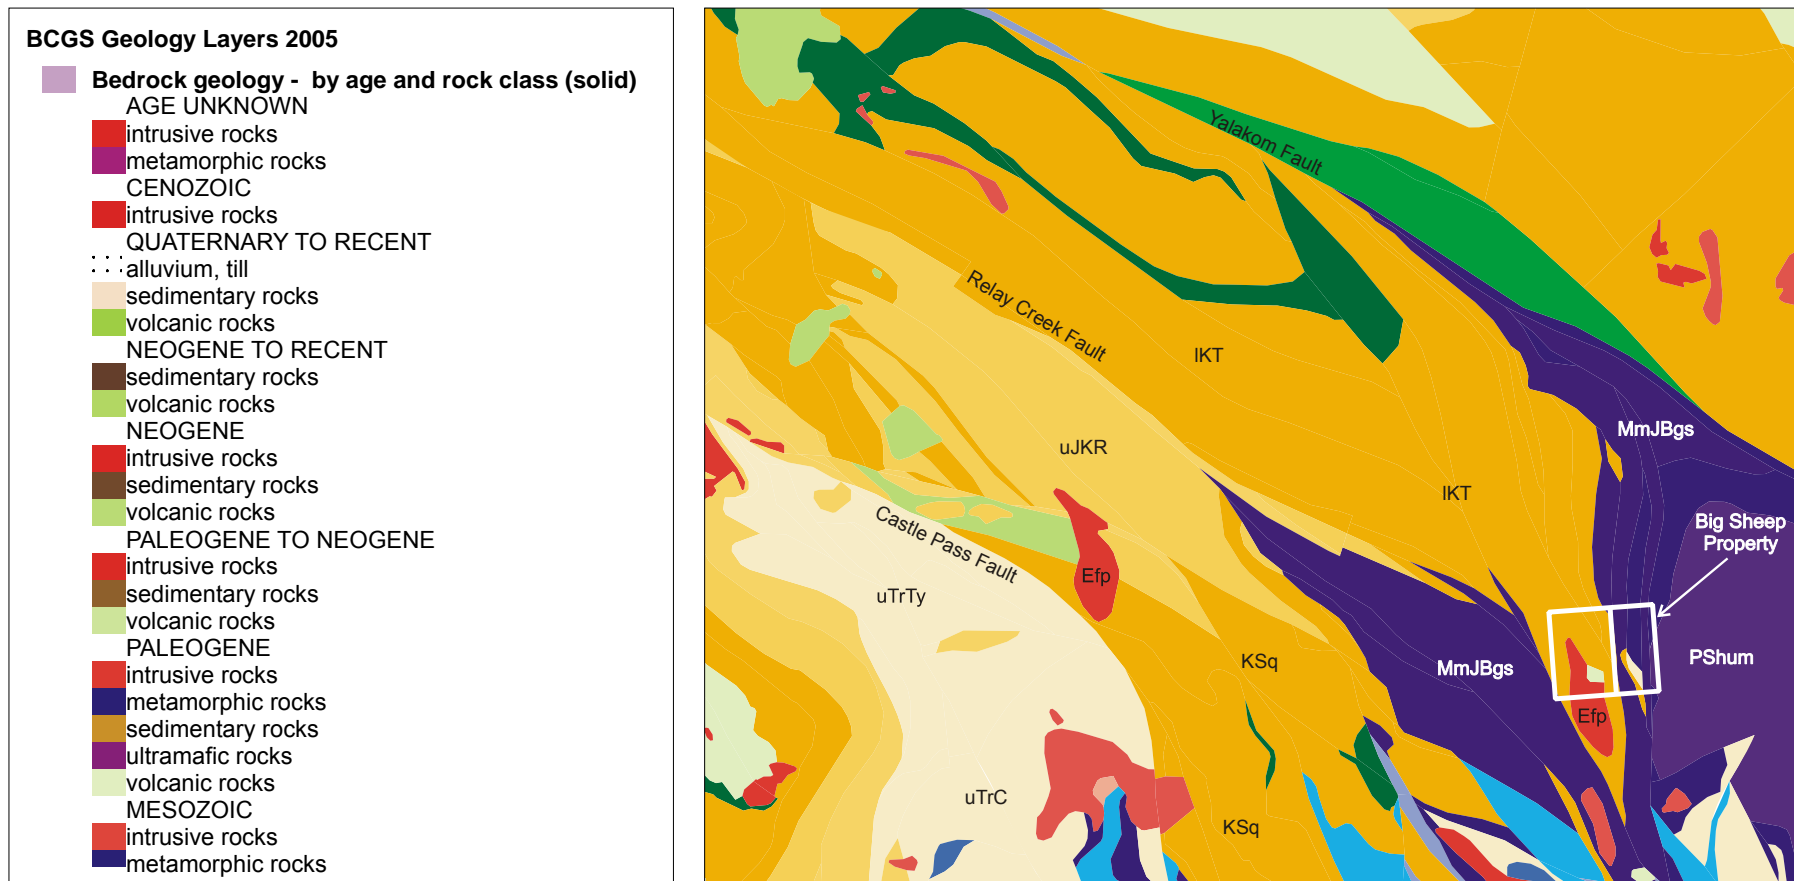 BCGS Geology Layers 2005
Bedrock geology - by age and rock class (solid)
AGE UNKNOWN
intrusive rocks
metamorphic rocks
CENOZOIC
intrusive rocks
QUATERNARY TO RECENT
alluvium, till
sedimentary rocks
volcanic rocks
NEOGENE TO RECENT
sedimentary rocks
volcanic rocks
NEOGENE
intrusive rocks
sedimentary rocks
volcanic rocks
PALEOGENE TO NEOGENE
intrusive rocks
sedimentary rocks
volcanic rocks
PALEOGENE
intrusive rocks
metamorphic rocks
sedimentary rocks
ultramafic rocks
volcanic rocks
MESOZOIC
intrusive rocks
metamorphic rocks
Yalakom Fault
Relay Creek Fault
lKT
MmJBgs
uJKR
lKT
Big Sheep
Property
Castle Pass Fault
Efp
uTrTy
KSq
MmJBgs
PShum
Efp
uTrC
KSq